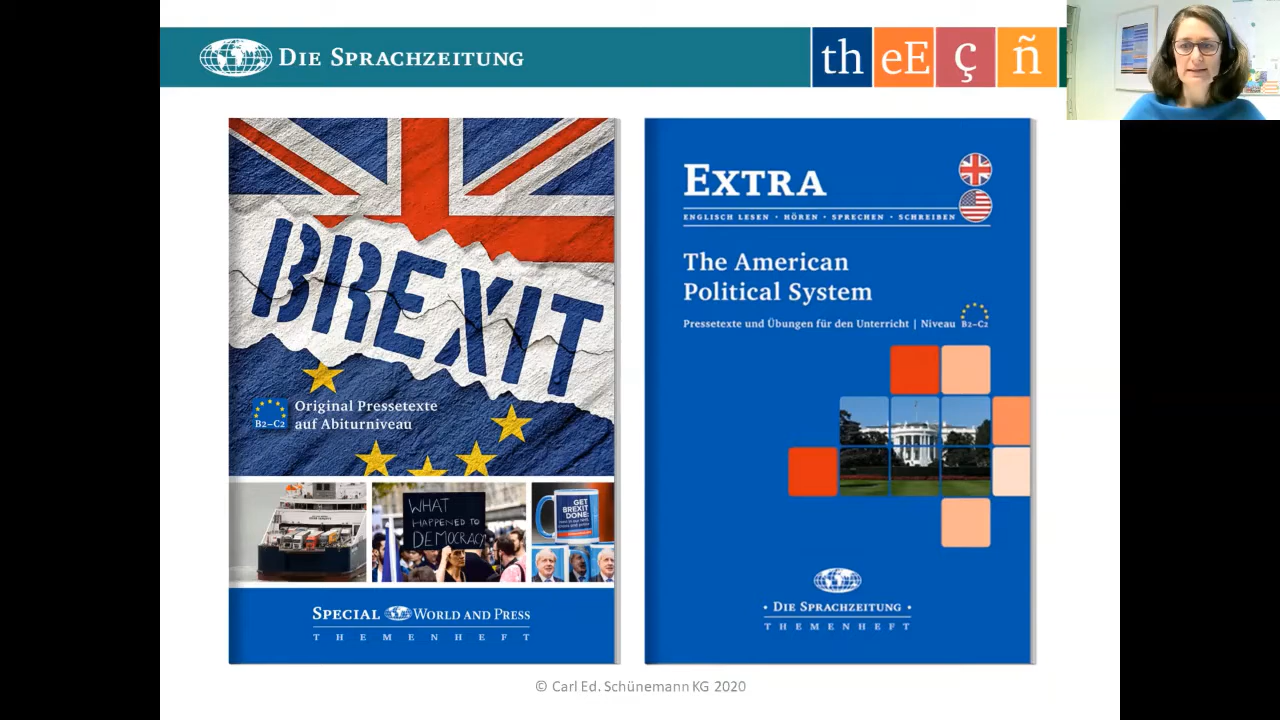 DIE SPRACHZEITUNG
th eE ç ñ
BREXIT
Original Pressetexte
auf Abiturniveau
B2–C2
WHAT
HAPPENED TO
DEMOCRACY
GET
BREXIT
DONE
SPECIAL WORLD AND PRESS
THEMENHEFT
EXTRA
ENGLISCH LESEN • HÖREN • SPRECHEN • SCHREIBEN
The American
Political System
Pressetexte und Übungen für den Unterricht | Niveau B2–C2
• DIE SPRACHZEITUNG •
THEMENHEFT
© Carl Ed. Schünemann KG 2020